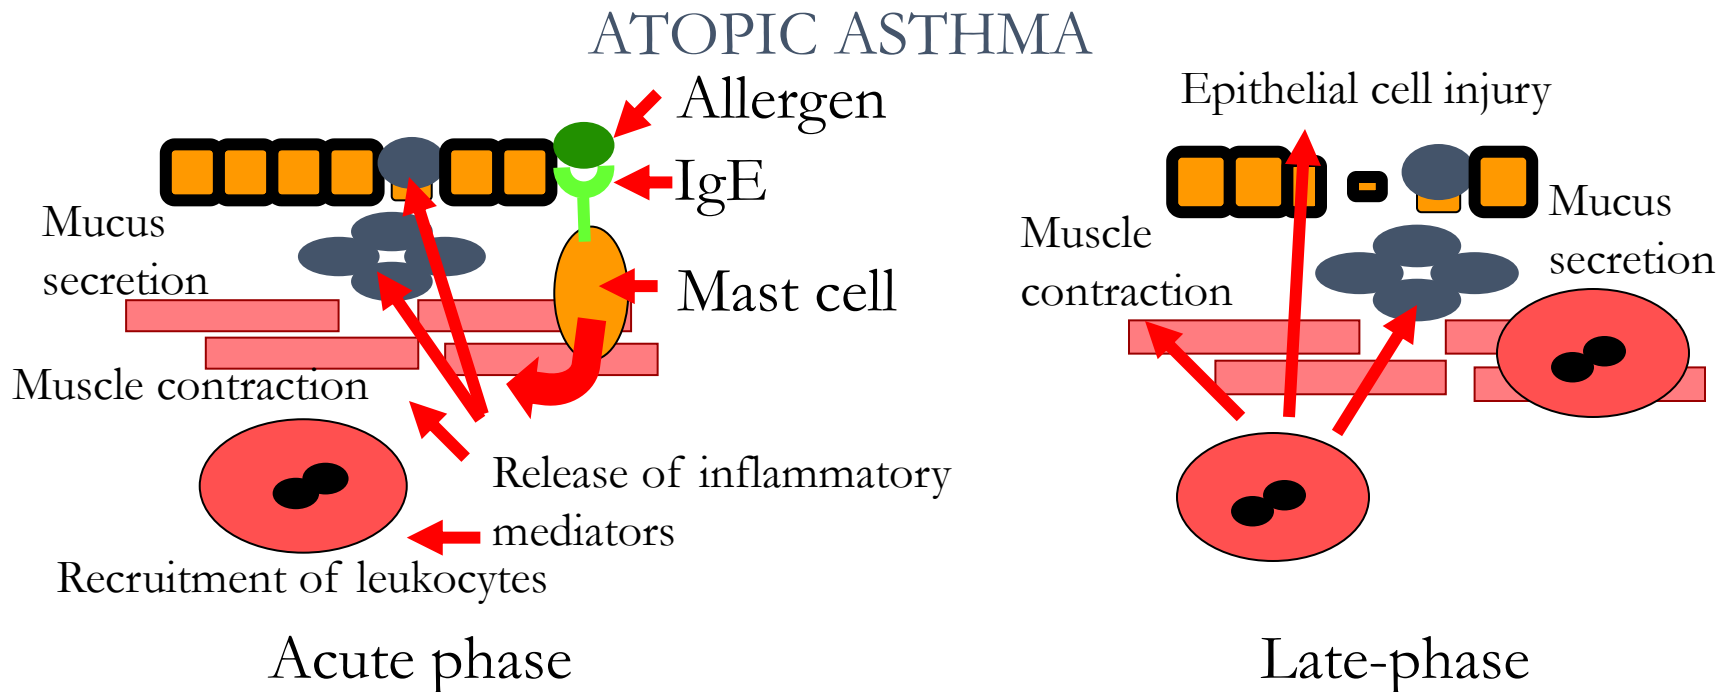 ATOPIC ASTHMA
Allergen
IgE
Mucus
secretion
Mast cell
Muscle contraction
Release of inflammatory
mediators
Recruitment of leukocytes
Acute phase
Epithelial cell injury
Muscle
contraction
Mucus
secretion
Late-phase